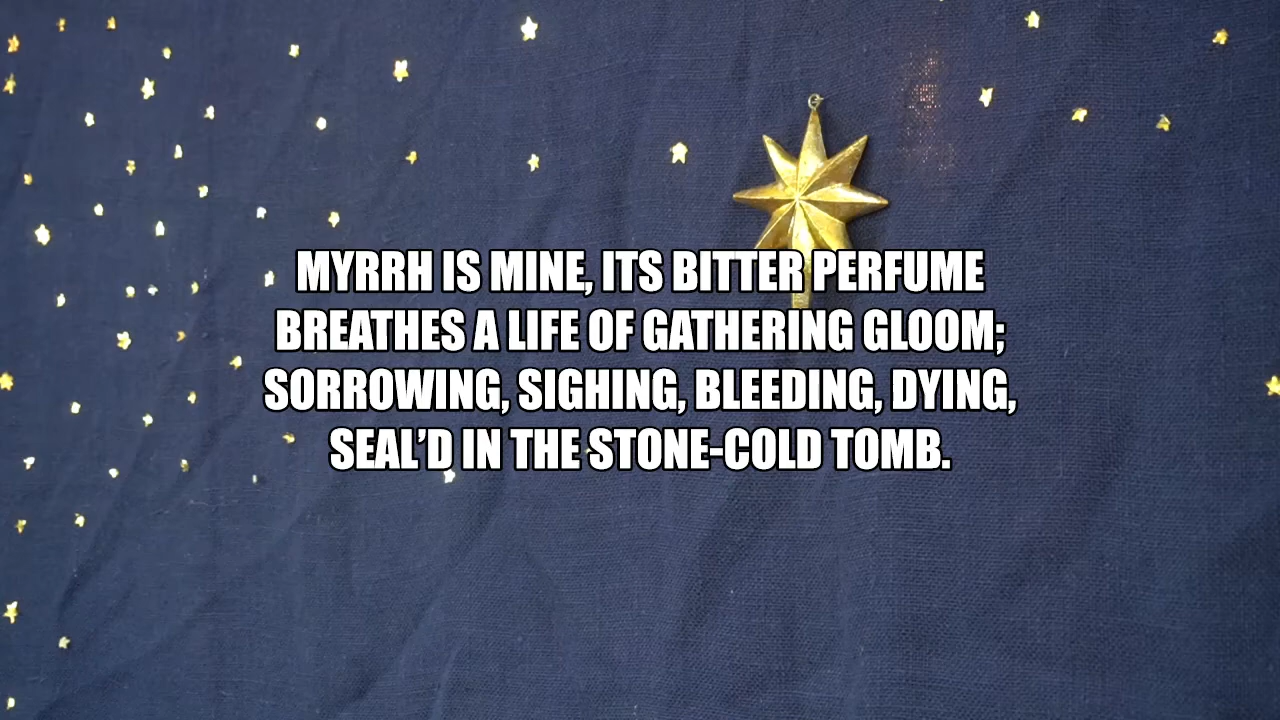 MYRRH IS MINE, ITS BITTER PERFUME
BREATHES A LIFE OF GATHERING GLOOM;
SORROWING, SIGHING, BLEEDING, DYING,
SEAL’D IN THE STONE-COLD TOMB.